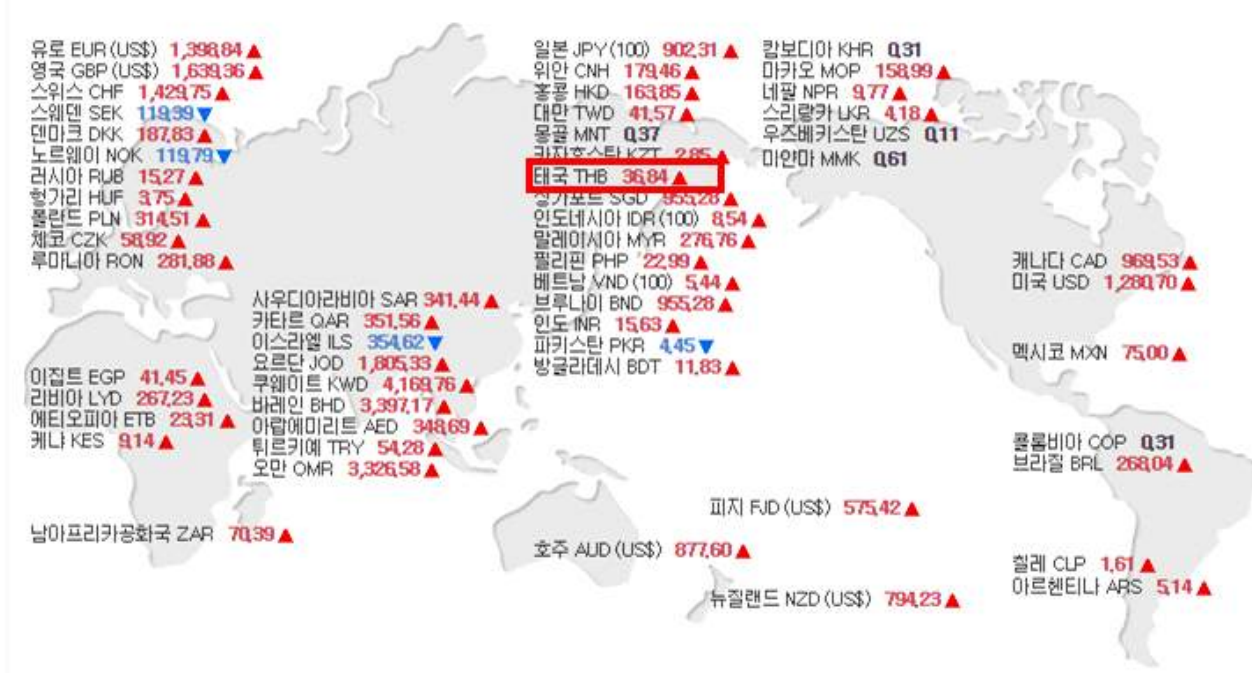 유로 EUR (US$) 1,398.84 ▲
영국 GBP (US$) 1,639.36 ▲
스위스 CHF 1,429.75 ▲
스웨덴 SEK 119.39 ▼
덴마크 DKK 187.83 ▲
노르웨이 NOK 119.79 ▼
러시아 RUB 15.27 ▲
헝가리 HUF 3.75 ▲
폴란드 PLN 314.51 ▲
체코 CZK 58.92 ▲
루마니아 RON 281.88 ▲
사우디아라비아 SAR 341.44 ▲
카타르 QAR 351.56 ▲
이스라엘 ILS 354.62 ▼
요르단 JOD 1,805.33 ▲
쿠웨이트 KWD 4,169.76 ▲
바레인 BHD 3,397.17 ▲
아랍에미리트 AED 348.69 ▲
튀르키예 TRY 54.28 ▲
오만 OMR 3,326.58 ▲
이집트 EGP 41.45 ▲
리비아 LYD 267.23 ▲
에티오피아 ETB 23.31 ▲
케냐 KES 9.14 ▲
남아프리카공화국 ZAR 70.39 ▲
일본 JPY (100) 902.31 ▲
위안 CNH 179.46 ▲
홍콩 HKD 163.85 ▲
대만 TWD 41.57 ▲
몽골 MNT 0.37
카자흐스탄 KZT 2.85 ▲
태국 THB 36.84 ▲
싱가포르 SGD 955.28 ▲
인도네시아 IDR (100) 8.54 ▲
말레이시아 MYR 276.76 ▲
필리핀 PHP 22.99 ▲
베트남 VND (100) 5.44 ▲
브루나이 BND 955.28 ▲
인도 INR 15.63 ▲
파키스탄 PKR 4.45 ▼
방글라데시 BDT 11.83 ▲
캄보디아 KHR 0.31
마카오 MOP 158.99 ▲
네팔 NPR 9.77 ▲
스리랑카 LKR 4.18 ▲
우즈베키스탄 UZS 0.11
미얀마 MMK 0.61
캐나다 CAD 969.53 ▲
미국 USD 1,280.70 ▲
멕시코 MXN 75.00 ▲
콜롬비아 COP 0.31
브라질 BRL 268.04 ▲
피지 FJD (US$) 575.42 ▲
호주 AUD (US$) 877.60 ▲
뉴질랜드 NZD (US$) 794.23 ▲
칠레 CLP 1.61 ▲
아르헨티나 ARS 5.14 ▲